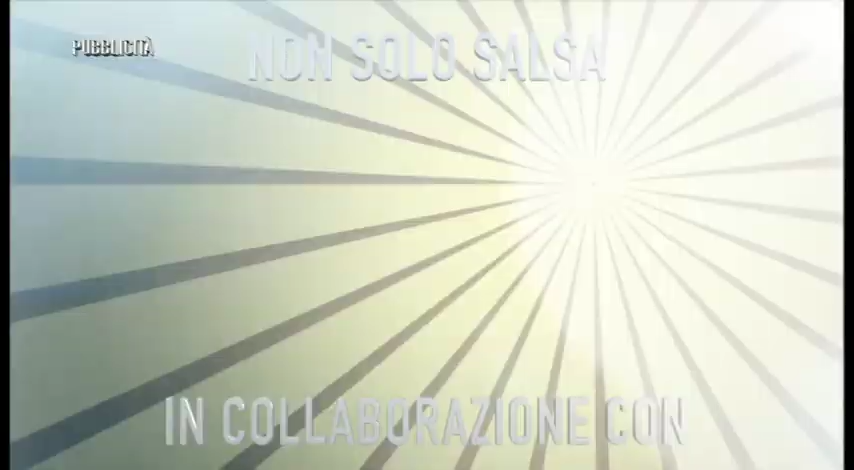 PUBBLICITÀ
NON SOLO SALSA
IN COLLABORAZIONE CON